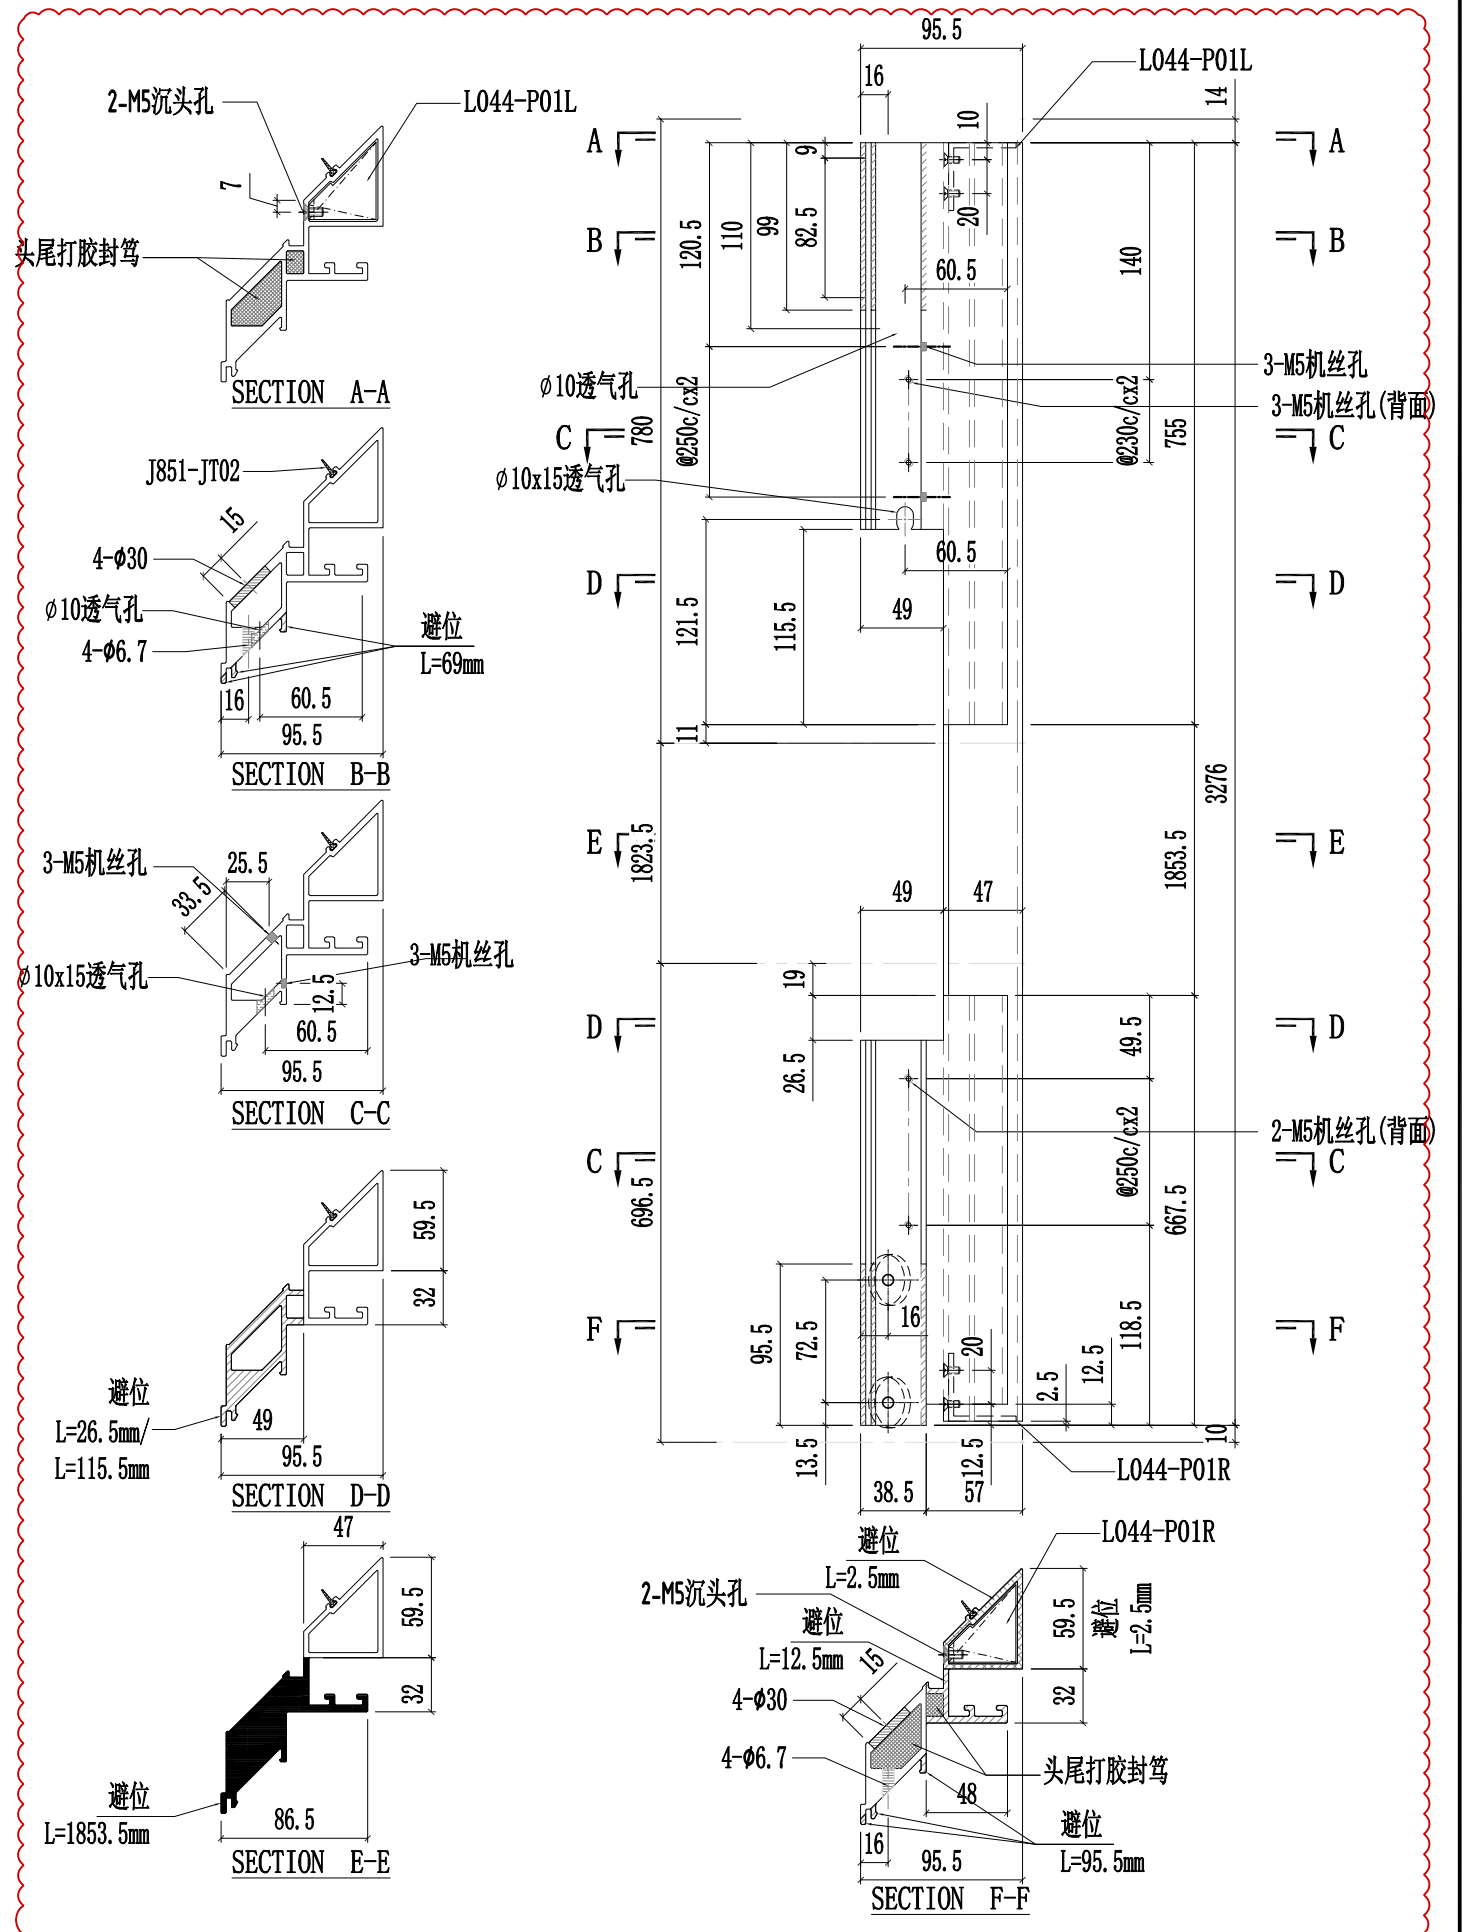 2-M5沉头孔
L044-P01L
7
头尾打胶封笃
SECTION A-A
J851-JT02
15
4-ϕ30
ϕ10透气孔
4-ϕ6.7
避位
L=69mm
16
60.5
95.5
SECTION B-B
3-M5机丝孔
25.5
33.5
3-M5机丝孔
ϕ10x15透气孔
12.5
60.5
95.5
SECTION C-C
59.5
32
避位
L=26.5mm/
L=115.5mm
49
95.5
SECTION D-D
47
59.5
32
避位
L=1853.5mm
86.5
SECTION E-E
95.5
16
L044-P01L
14
10
9
A
A
20
82.5
99
110
120.5
140
B
B
60.5
3-M5机丝孔
ϕ10透气孔
3-M5机丝孔(背面)
@250c/cx2
@230c/cx2
780
755
C
C
ϕ10x15透气孔
60.5
D
D
49
121.5
115.5
11
3276
E
E
1823.5
1853.5
49
47
19
D
D
49.5
26.5
2-M5机丝孔(背面)
@250c/cx2
C
C
696.5
667.5
16
F
F
95.5
72.5
20
118.5
12.5
2.5
10
13.5
12.5
L044-P01R
38.5
57
L044-P01R
避位
L=2.5mm
2-M5沉头孔
避位
L=12.5mm
59.5
避位
L=2.5mm
15
4-ϕ30
32
4-ϕ6.7
头尾打胶封笃
48
避位
16
L=95.5mm
95.5
SECTION F-F